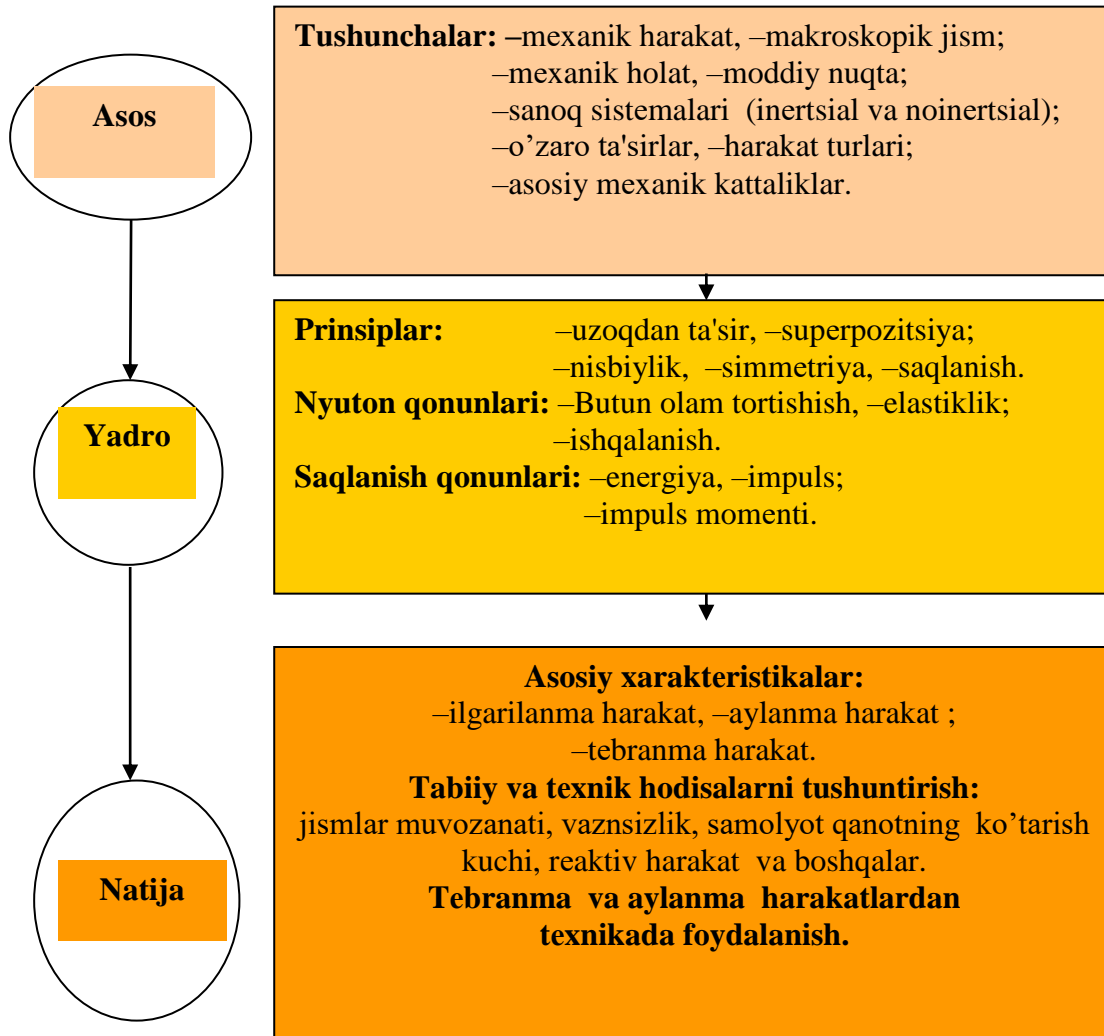 Asos
Tushunchalar: –mexanik harakat, –makroskopik jism;
–mexanik holat, –moddiy nuqta;
–sanoq sistemalari (inertsial va noinertsial);
–o’zaro ta'sirlar, –harakat turlari;
–asosiy mexanik kattaliklar.
Yadro
Prinsiplar: –uzoqdan ta'sir, –superpozitsiya;
–nisbiylik, –simmetriya, –saqlanish.
Nyuton qonunlari: –Butun olam tortishish, –elastiklik;
–ishqalanish.
Saqlanish qonunlari: –energiya, –impuls;
–impuls momenti.
Natija
Asosiy xarakteristikalar:
–ilgarilanma harakat, –aylanma harakat ;
–tebranma harakat.
Tabiiy va texnik hodisalarni tushuntirish:
jismlar muvozanati, vaznsizlik, samolyot qanotning ko’tarish
kuchi, reaktiv harakat va boshqalar.
Tebranma va aylanma harakatlardan
texnikada foydalanish.